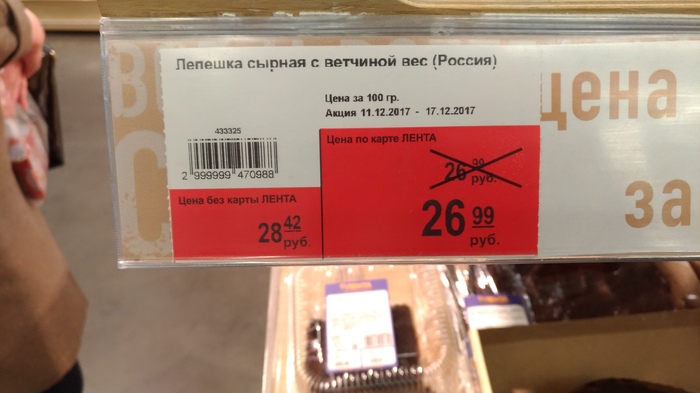 Лепешка сырная с ветчиной вес (Россия)
Цена за 100 гр.
Акция 11.12.2017 - 17.12.2017
433325
2 999999 470988
Цена по карте ЛЕНТА
26 99
руб.
Цена без карты ЛЕНТА
28 42
руб.
26 99
руб.
цена
за